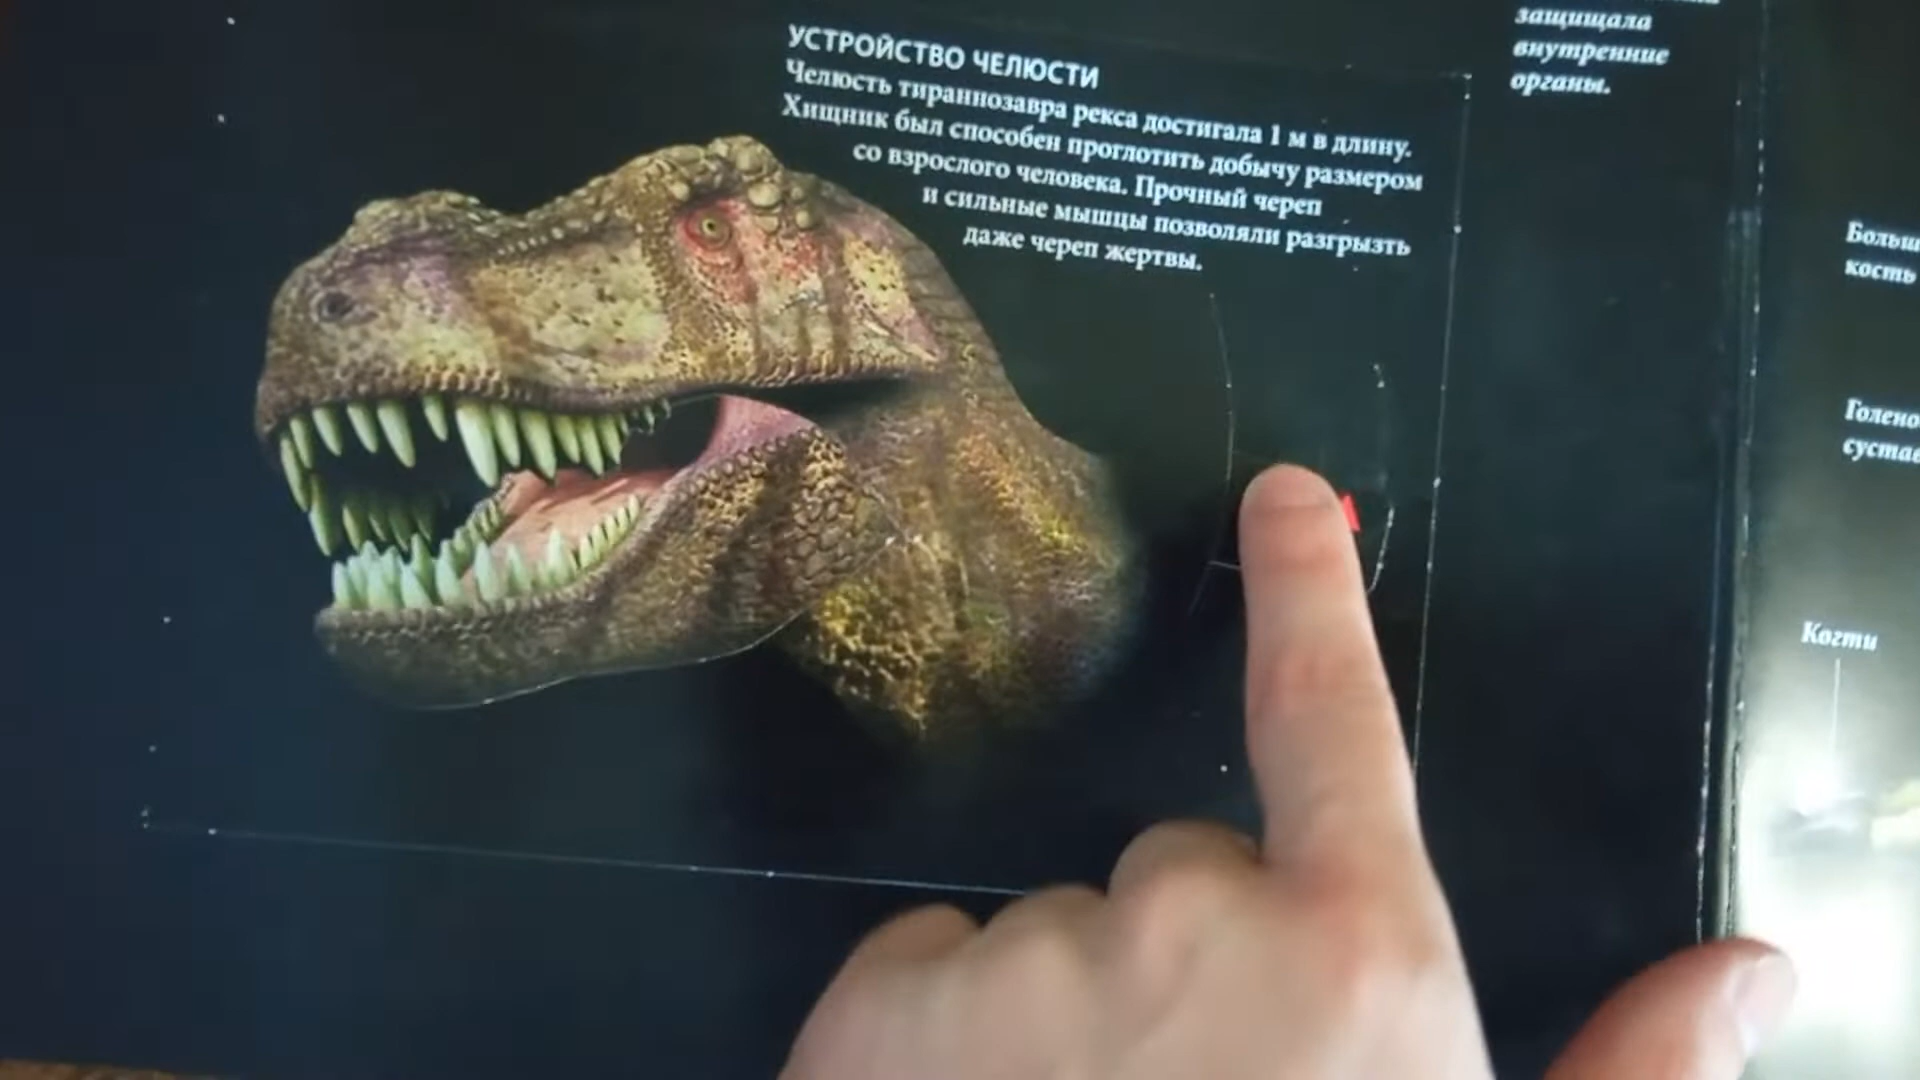 УСТРОЙСТВО ЧЕЛЮСТИ
Челюсть тираннозавра рекса достигала 1 м в длину.
Хищник был способен проглотить добычу размером
со взрослого человека. Прочный череп
и сильные мышцы позволяли разгрызть
даже череп жертвы.
защищала
внутренние
органы.
кость
Когти